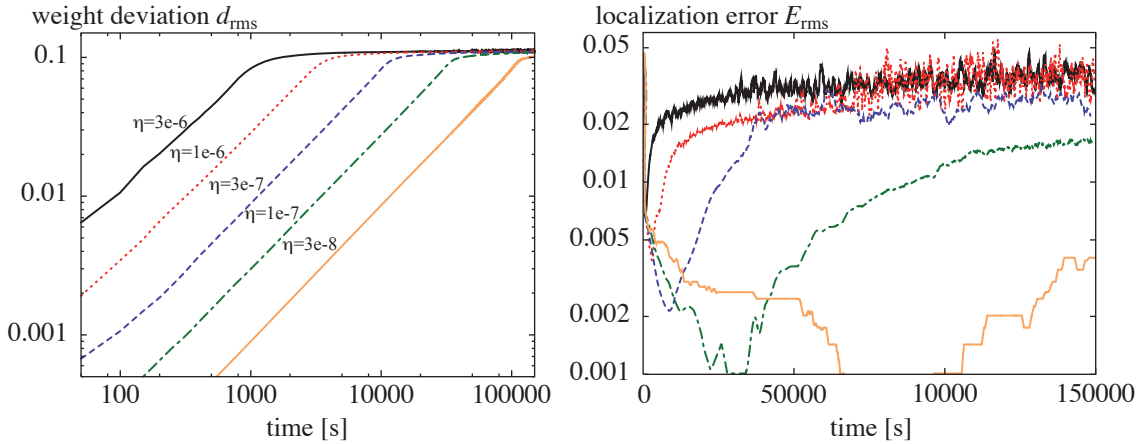 weight deviation d_rms
0.1
0.01
0.001
η=3e-6
η=1e-6
η=3e-7
η=1e-7
η=3e-8
100 1000 10000 100000
time [s]
localization error E_rms
0.05
0.02
0.01
0.005
0.002
0.001
0 50000 100000 150000
time [s]